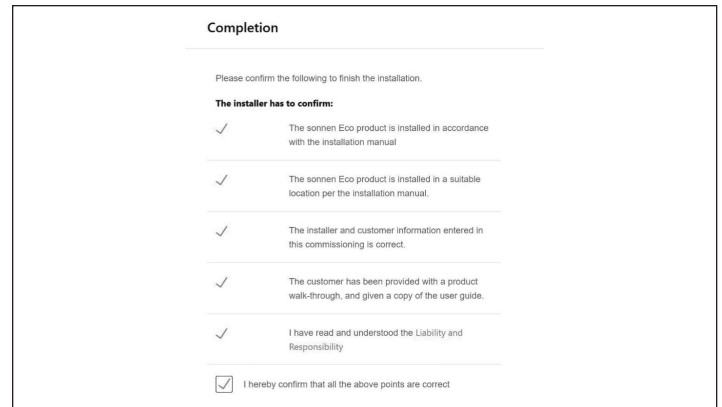 Completion
Please confirm the following to finish the installation.
The installer has to confirm:
The sonnen Eco product is installed in accordance
with the installation manual
The sonnen Eco product is installed in a suitable
location per the installation manual.
The installer and customer information entered in
this commissioning is correct.
The customer has been provided with a product
walk-through, and given a copy of the user guide.
I have read and understood the Liability and
Responsibility
I hereby confirm that all the above points are correct